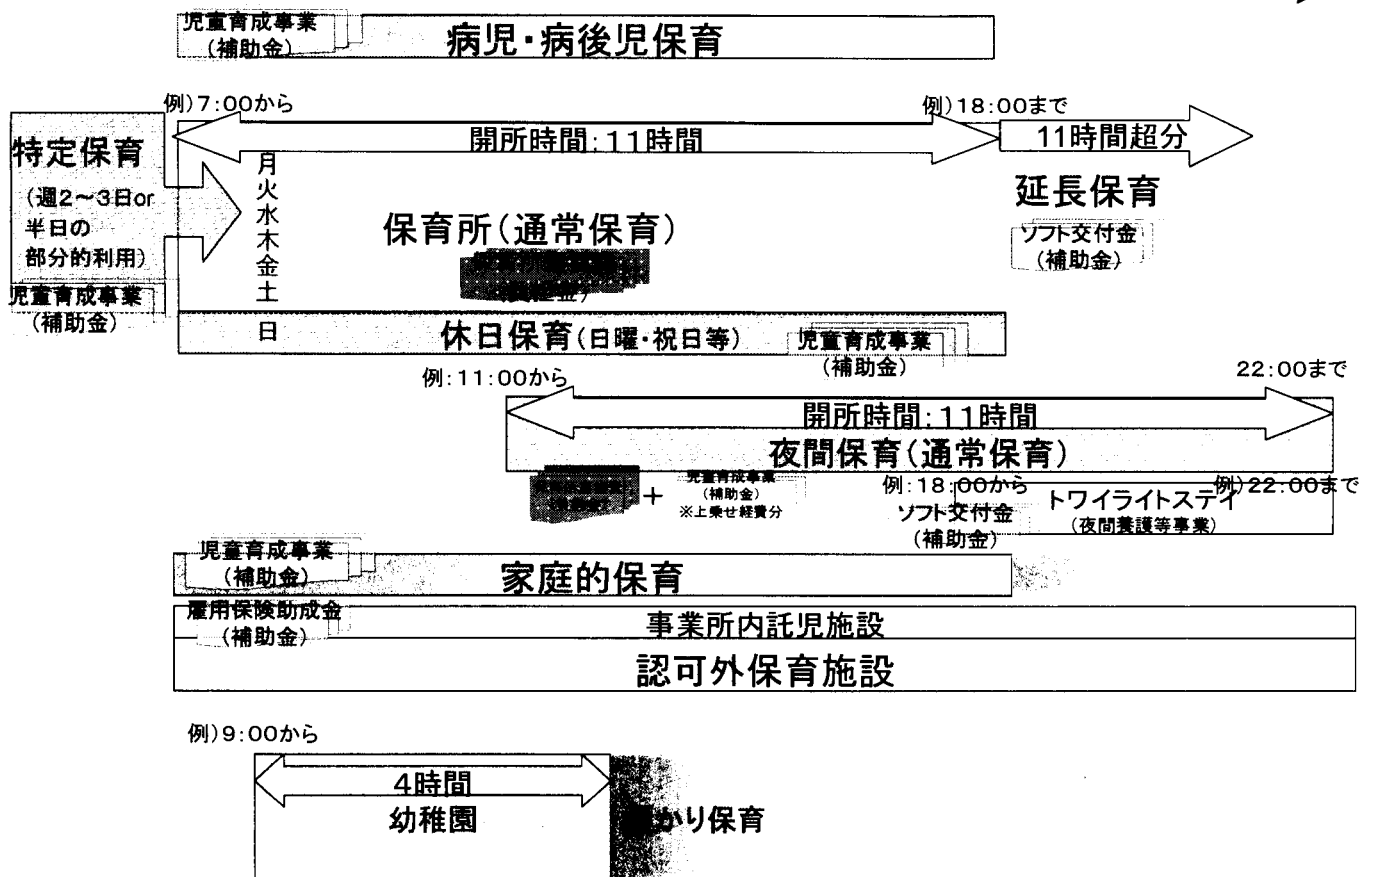 児童育成事業
(補助金)
病児・病後児保育
例)7:00から
例)18:00まで
開所時間:11時間
11時間超分
特定保育
(週2〜3日or
半日の
部分的利用)
児童育成事業
(補助金)
月
火
水
木
金
土
日
保育所(通常保育)
延長保育
ソフト交付金
(補助金)
休日保育(日曜・祝日等)
児童育成事業
(補助金)
例:11:00から
22:00まで
開所時間:11時間
夜間保育(通常保育)
+
児童育成事業
(補助金)
※上乗せ経費分
例:18:00から
例)22:00まで
ソフト交付金
(補助金)
トワイライトステイ
(夜間養護等事業)
児童育成事業
(補助金)
家庭的保育
雇用保険助成金
(補助金)
事業所内託児施設
認可外保育施設
例)9:00から
4時間
幼稚園
かり保育